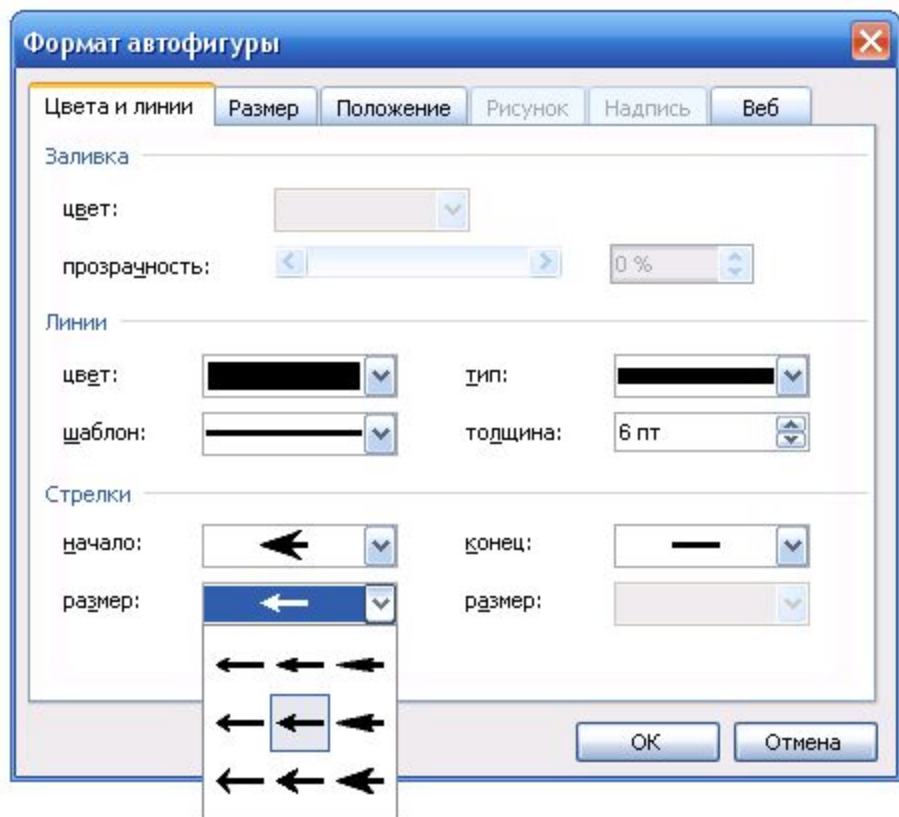 Формат автофигуры
Цвета и линии Размер Положение Рисунок Надпись Веб
Заливка
цвет:
прозрачность: 0 %
Линии
цвет: тип:
шаблон: толщина: 6 пт
Стрелки
начало: конец:
размер: размер:
ОК Отмена